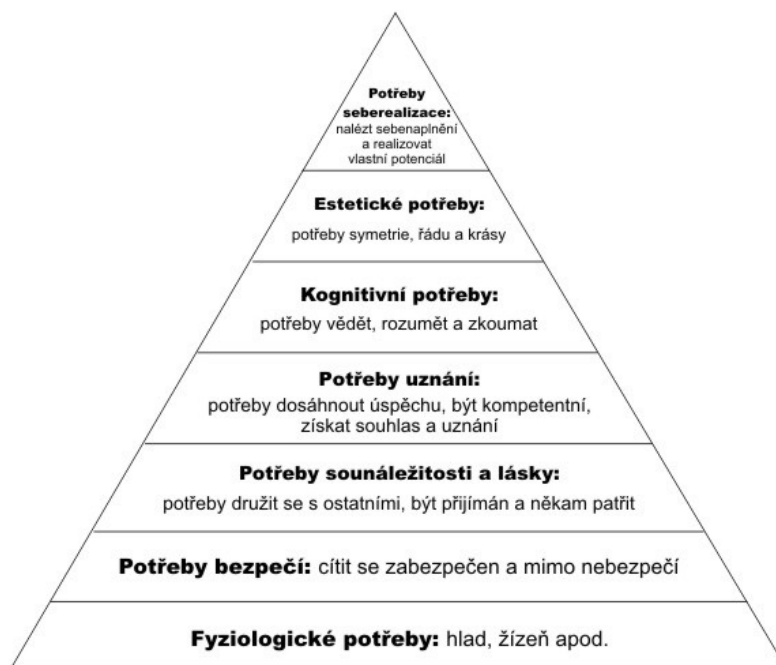 Potřeby
seberealizace:
nalézt sebenaplnění
a realizovat
vlastní potenciál
Estetické potřeby:
potřeby symetrie, řádu a krásy
Kognitivní potřeby:
potřeby vědět, rozumět a zkoumat
Potřeby uznání:
potřeby dosáhnout úspěchu, být kompetentní,
získat souhlas a uznání
Potřeby sounáležitosti a lásky:
potřeby družit se s ostatními, být přijímán a někam patřit
Potřeby bezpečí: cítit se zabezpečen a mimo nebezpečí
Fyziologické potřeby: hlad, žízeň apod.